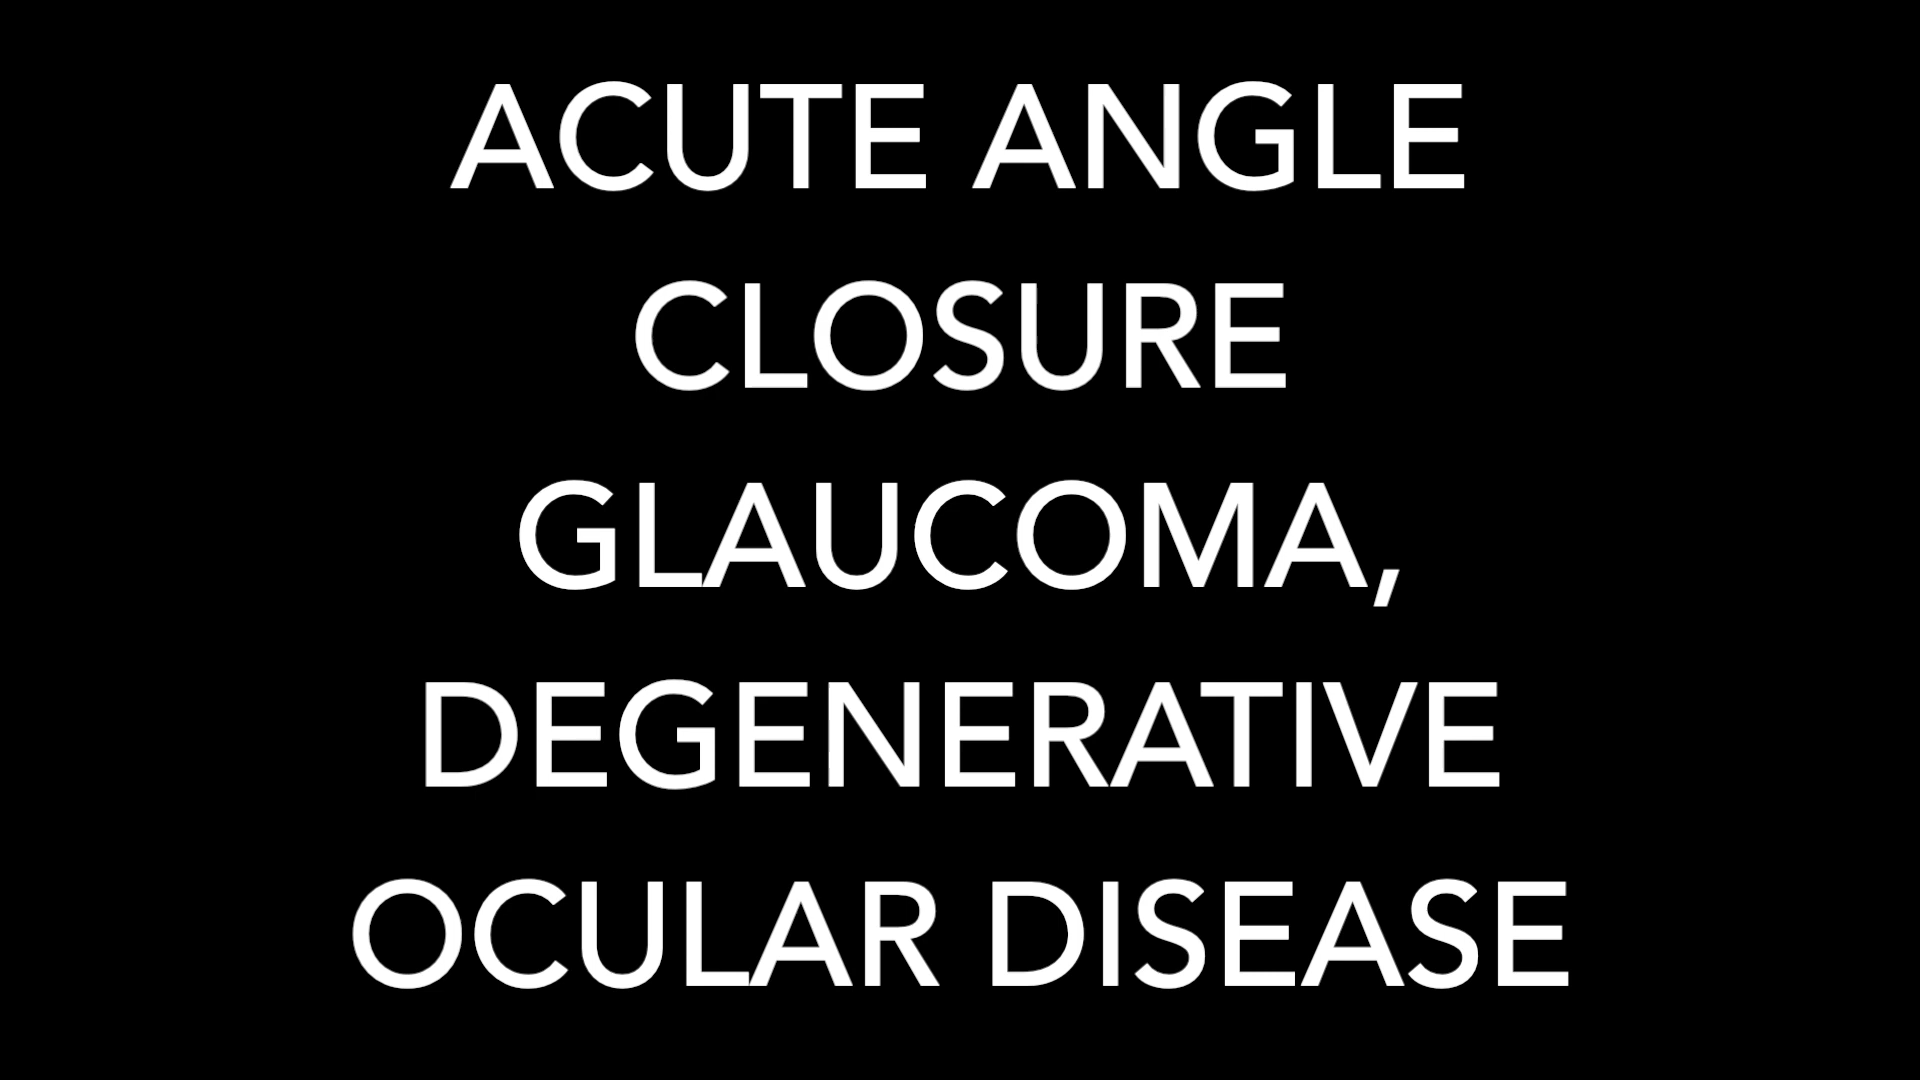 ACUTE ANGLE
CLOSURE
GLAUCOMA,
DEGENERATIVE
OCULAR DISEASE